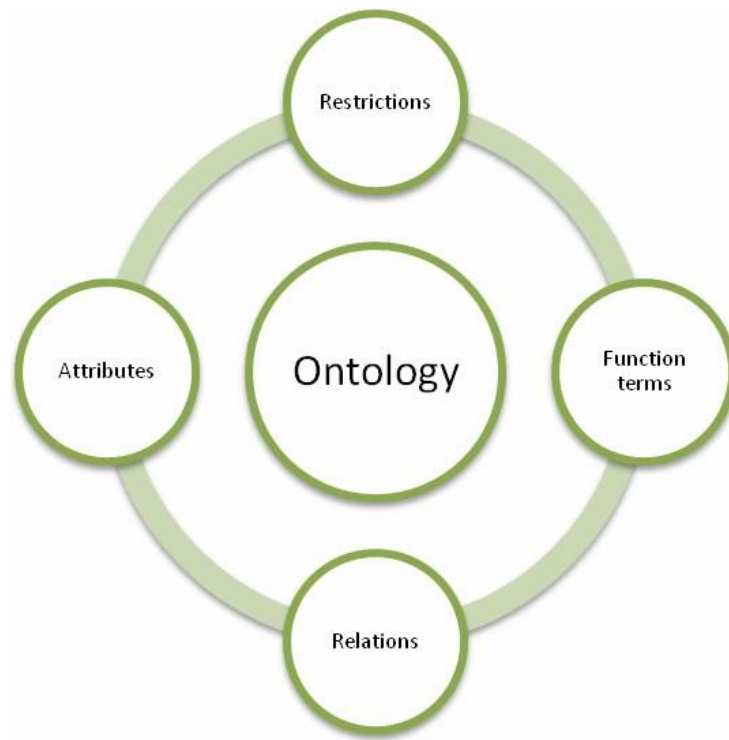 Restrictions
Attributes
Ontology
Function
terms
Relations